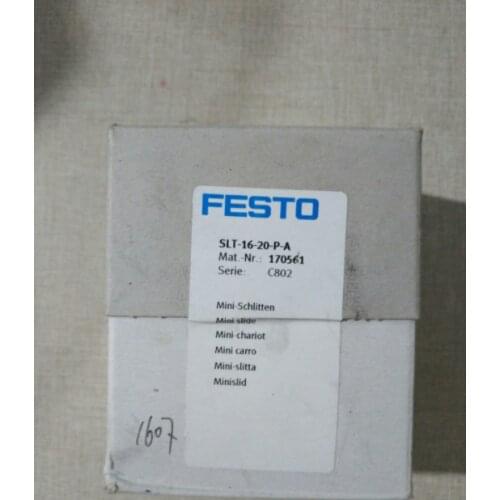 FESTO
SLT-16-20-P-A
Mat.-Nr.: 170561
Serie: C802
Mini-Schlitten
Mini slide
Mini-chariot
Mini carro
Mini-slitta
Minislid
1607